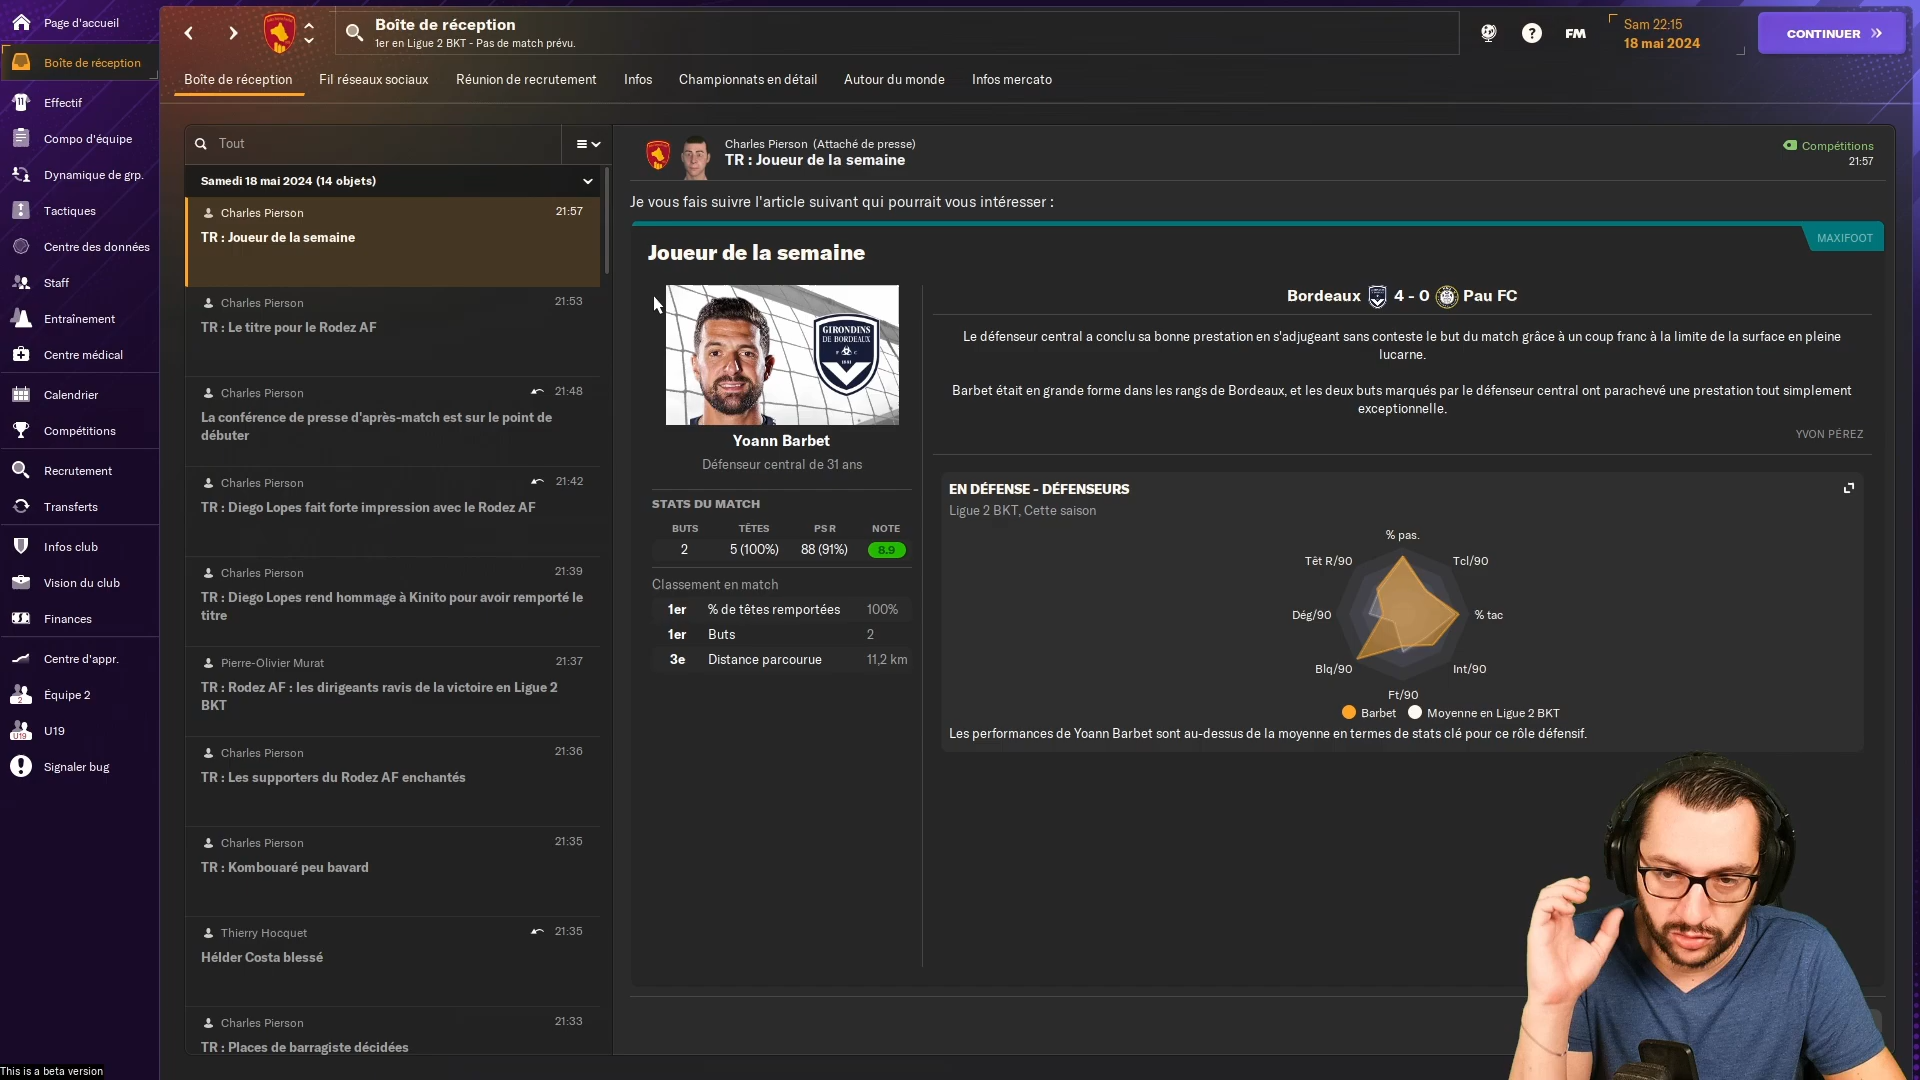 Page d'accueil
Boîte de réception
Effectif
Compo d'équipe
Dynamique de grp.
Tactiques
Centre des données
Staff
Entraînement
Centre médical
Calendrier
Compétitions
Recrutement
Transferts
Infos club
Vision du club
Finances
Centre d'appr.
Équipe 2
U19
Signaler bug
This is a beta version
Boîte de réception
1er en Ligue 2 BKT - Pas de match prévu.
FM
Sam 22:15
18 mai 2024
CONTINUER
Boîte de réception
Fil réseaux sociaux
Réunion de recrutement
Infos
Championnats en détail
Autour du monde
Infos mercato
Tout
Samedi 18 mai 2024 (14 objets)
Charles Pierson 21:57
TR : Joueur de la semaine
Charles Pierson 21:53
TR : Le titre pour le Rodez AF
Charles Pierson 21:48
La conférence de presse d'après-match est sur le point de
débuter
Charles Pierson 21:42
TR : Diego Lopes fait forte impression avec le Rodez AF
Charles Pierson 21:39
TR : Diego Lopes rend hommage à Kinito pour avoir remporté le
titre
Pierre-Olivier Murat 21:37
TR : Rodez AF : les dirigeants ravis de la victoire en Ligue 2
BKT
Charles Pierson 21:36
TR : Les supporters du Rodez AF enchantés
Charles Pierson 21:35
TR : Kombouaré peu bavard
Thierry Hocquet 21:35
Hélder Costa blessé
Charles Pierson 21:33
TR : Places de barragiste décidées
Charles Pierson (Attaché de presse)
TR : Joueur de la semaine
Compétitions
21:57
Je vous fais suivre l'article suivant qui pourrait vous intéresser :
MAXIFOOT
Joueur de la semaine
GIRONDINS
DE BORDEAUX
F C
1881
Yoann Barbet
Défenseur central de 31 ans
STATS DU MATCH
BUTS TÊTES PS R NOTE
2 5 (100%) 88 (91%) 8.9
Classement en match
1er % de têtes remportées 100%
1er Buts 2
3e Distance parcourue 11,2 km
Bordeaux 4 - 0 Pau FC
Le défenseur central a conclu sa bonne prestation en s'adjugeant sans conteste le but du match grâce à un coup franc à la limite de la surface en pleine
lucarne.
Barbet était en grande forme dans les rangs de Bordeaux, et les deux buts marqués par le défenseur central ont parachevé une prestation tout simplement
exceptionnelle.
YVON PÉREZ
EN DÉFENSE - DÉFENSEURS
Ligue 2 BKT, Cette saison
% pas.
Têt R/90 Tcl/90
Dég/90 % tac
Blq/90 Int/90
Ft/90
Barbet Moyenne en Ligue 2 BKT
Les performances de Yoann Barbet sont au-dessus de la moyenne en termes de stats clé pour ce rôle défensif.